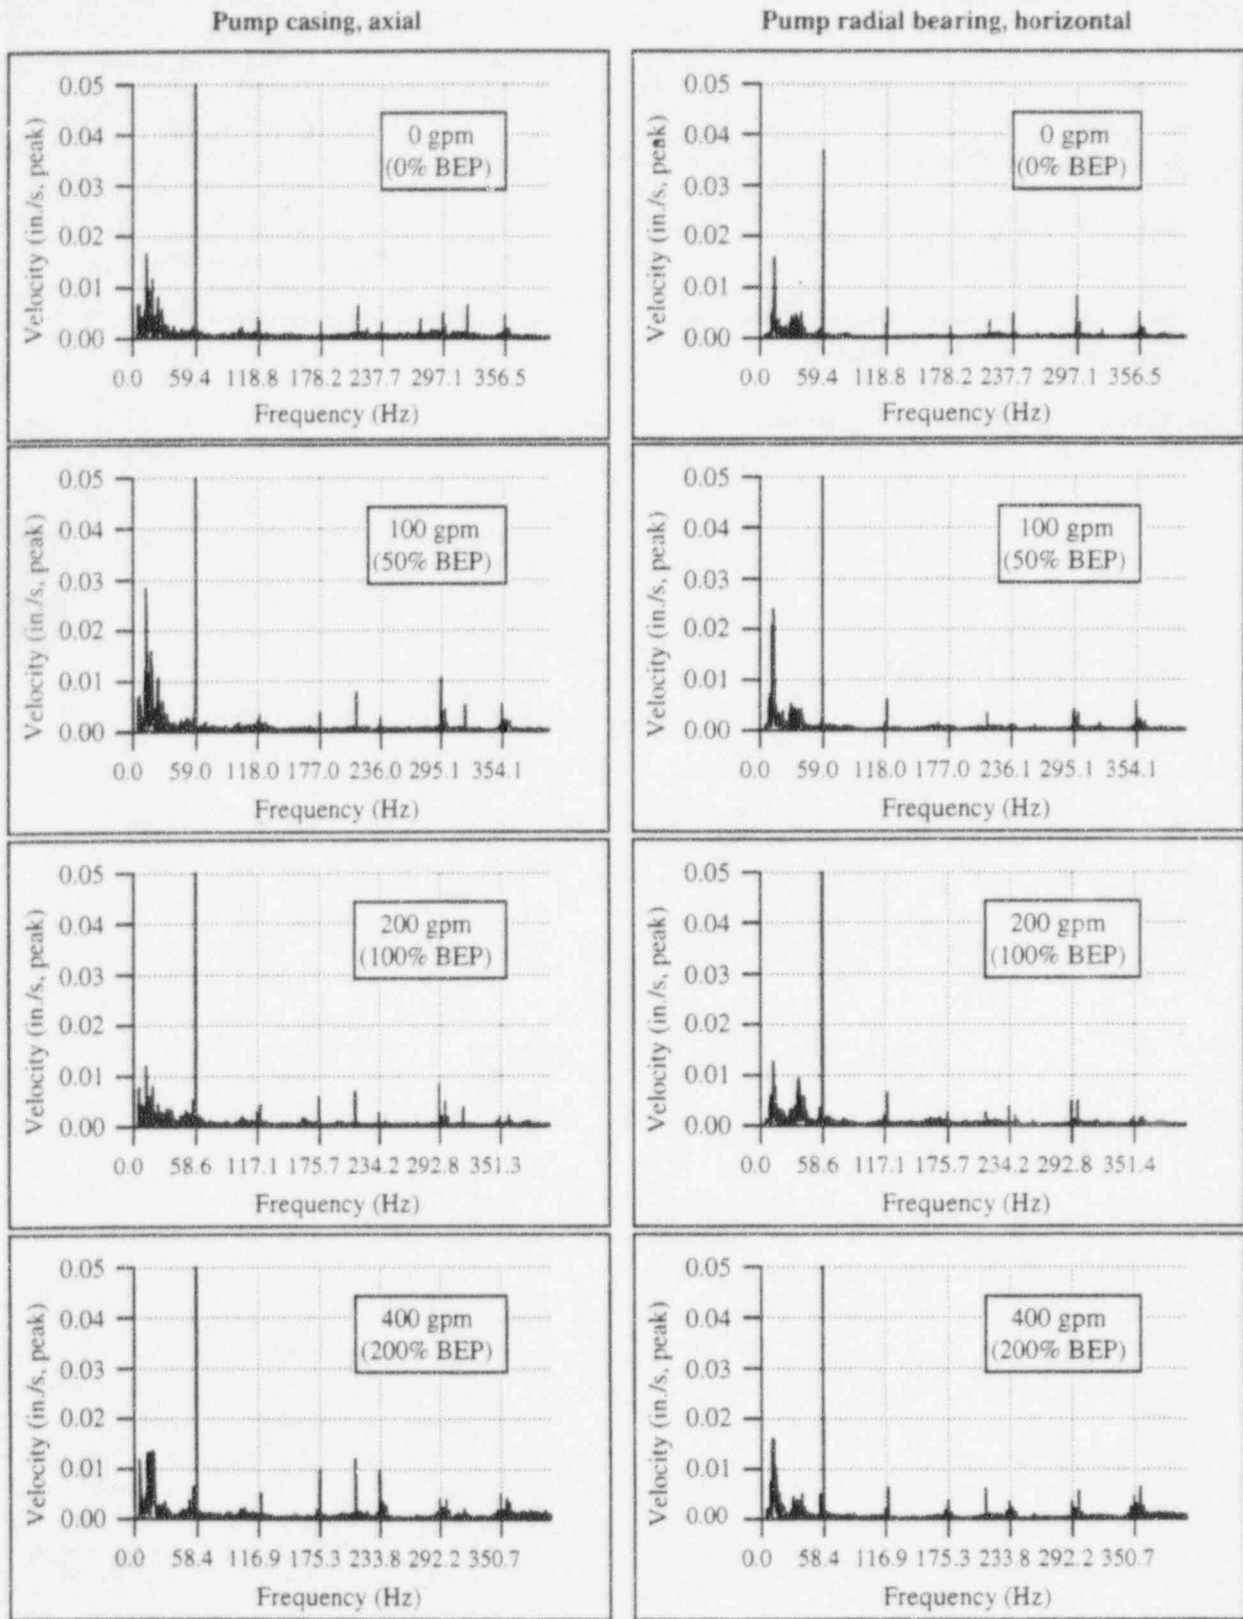 Pump casing, axial
Velocity (in./s, peak)
0.05
0.04
0.03
0.02
0.01
0.00
0 gpm
(0% BEP)
0.0 59.4 118.8 178.2 237.7 297.1 356.5
Frequency (Hz)
Velocity (in./s, peak)
0.05
0.04
0.03
0.02
0.01
0.00
100 gpm
(50% BEP)
0.0 59.0 118.0 177.0 236.0 295.1 354.1
Frequency (Hz)
Velocity (in./s, peak)
0.05
0.04
0.03
0.02
0.01
0.00
200 gpm
(100% BEP)
0.0 58.6 117.1 175.7 234.2 292.8 351.3
Frequency (Hz)
Velocity (in./s, peak)
0.05
0.04
0.03
0.02
0.01
0.00
400 gpm
(200% BEP)
0.0 58.4 116.9 175.3 233.8 292.2 350.7
Frequency (Hz)
Pump radial bearing, horizontal
Velocity (in./s, peak)
0.05
0.04
0.03
0.02
0.01
0.00
0 gpm
(0% BEP)
0.0 59.4 118.8 178.2 237.7 297.1 356.5
Frequency (Hz)
Velocity (in./s, peak)
0.05
0.04
0.03
0.02
0.01
0.00
100 gpm
(50% BEP)
0.0 59.0 118.0 177.0 236.1 295.1 354.1
Frequency (Hz)
Velocity (in./s, peak)
0.05
0.04
0.03
0.02
0.01
0.00
200 gpm
(100% BEP)
0.0 58.6 117.1 175.7 234.2 292.8 351.4
Frequency (Hz)
Velocity (in./s, peak)
0.05
0.04
0.03
0.02
0.01
0.00
400 gpm
(200% BEP)
0.0 58.4 116.9 175.3 233.8 292.2 350.7
Frequency (Hz)